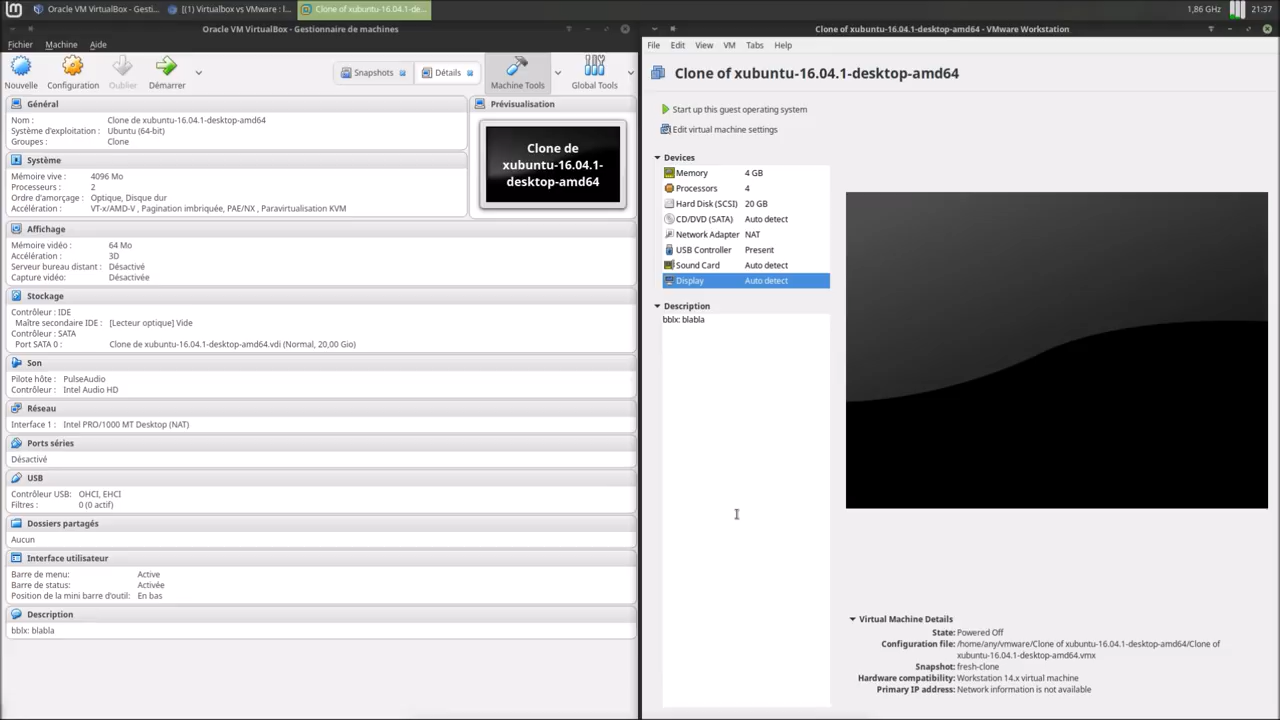 Oracle VM VirtualBox - Gesti...
[(1) Virtualbox vs VMware : l...
Clone of xubuntu-16.04.1-de...
1,86 GHz
21:37
Oracle VM VirtualBox - Gestionnaire de machines
Fichier Machine Aide
Nouvelle Configuration Oublier Démarrer
Snapshots Détails
Machine Tools Global Tools
Général
Nom : Clone of xubuntu-16.04.1-desktop-amd64
Système d'exploitation : Ubuntu (64-bit)
Groupes : Clone
Prévisualisation
Clone de
xubuntu-16.04.1-
desktop-amd64
Système
Mémoire vive : 4096 Mo
Processeurs : 2
Ordre d'amorçage : Optique, Disque dur
Accélération : VT-x/AMD-V , Pagination imbriquée, PAE/NX , Paravirtualisation KVM
Affichage
Mémoire vidéo : 64 Mo
Accélération : 3D
Serveur bureau distant : Désactivé
Capture vidéo: Désactivée
Stockage
Contrôleur : IDE
Maître secondaire IDE : [Lecteur optique] Vide
Contrôleur : SATA
Port SATA 0 : Clone de xubuntu-16.04.1-desktop-amd64.vdi (Normal, 20,00 Gio)
Son
Pilote hôte : PulseAudio
Contrôleur : Intel Audio HD
Réseau
Interface 1 : Intel PRO/1000 MT Desktop (NAT)
Ports séries
Désactivé
USB
Contrôleur USB: OHCI, EHCI
Filtres : 0 (0 actif)
Dossiers partagés
Aucun
Interface utilisateur
Barre de menu: Active
Barre de status: Activée
Position de la mini barre d'outil: En bas
Description
bblx: blabla
Clone of xubuntu-16.04.1-desktop-amd64 - VMware Workstation
File Edit View VM Tabs Help
Clone of xubuntu-16.04.1-desktop-amd64
Start up this guest operating system
Edit virtual machine settings
Devices
Memory 4 GB
Processors 4
Hard Disk (SCSI) 20 GB
CD/DVD (SATA) Auto detect
Network Adapter NAT
USB Controller Present
Sound Card Auto detect
Display Auto detect
Description
bblx: blabla
Virtual Machine Details
State: Powered Off
Configuration file: /home/any/vmware/Clone of xubuntu-16.04.1-desktop-amd64/Clone of
xubuntu-16.04.1-desktop-amd64.vmx
Snapshot: fresh-clone
Hardware compatibility: Workstation 14.x virtual machine
Primary IP address: Network information is not available